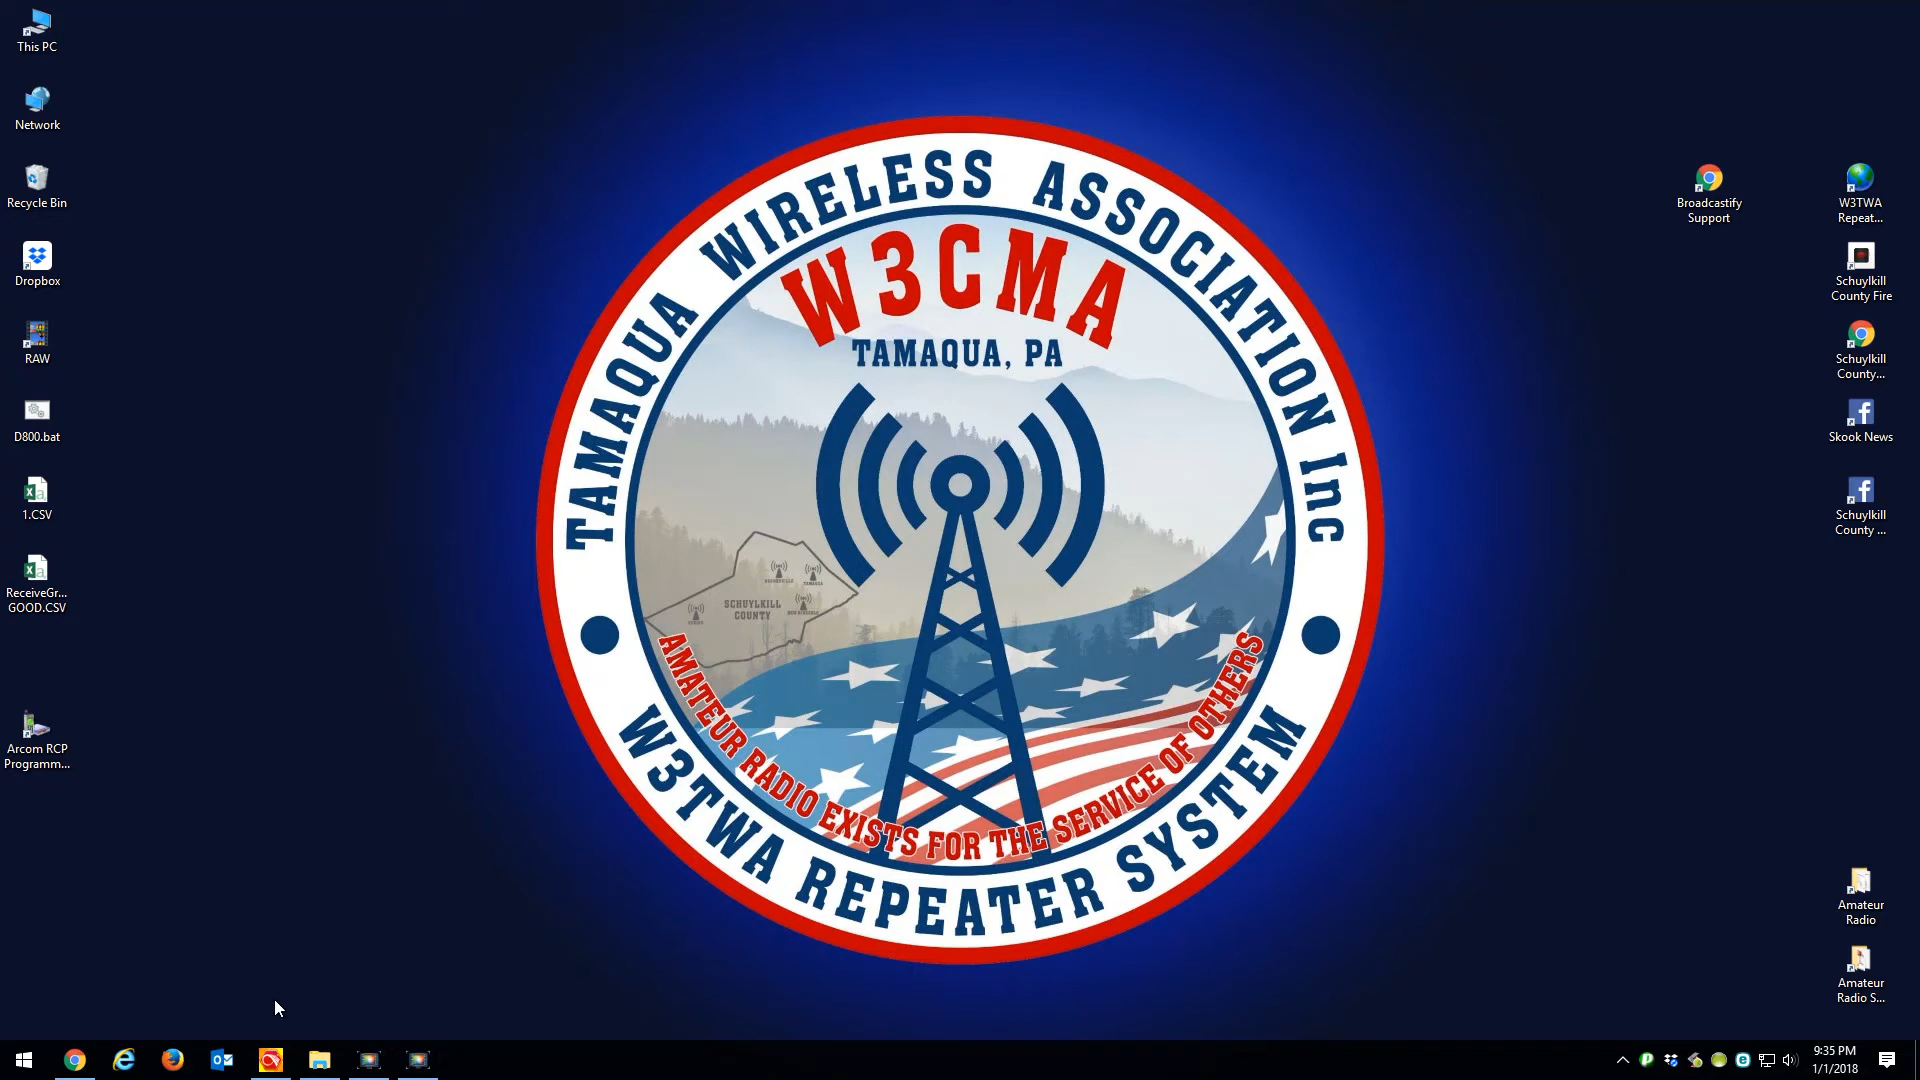 This PC
Network
Recycle Bin
Dropbox
RAW
D800.bat
1.CSV
ReceiveGr...
GOOD.CSV
Arcom RCP
Programm...
TAMAQUA WIRELESS ASSOCIATION Inc
W3CMA
TAMAQUA, PA
SCHUYLKILL
COUNTY
AMATEUR RADIO EXISTS FOR THE SERVICE OF OTHERS
W3TWA REPEATER SYSTEM
Broadcastify
Support
W3TWA
Repeat...
Schuylkill
County Fire
Schuylkill
County...
Skook News
Schuylkill
County ...
Amateur
Radio
Amateur
Radio S...
9:35 PM
1/1/2018